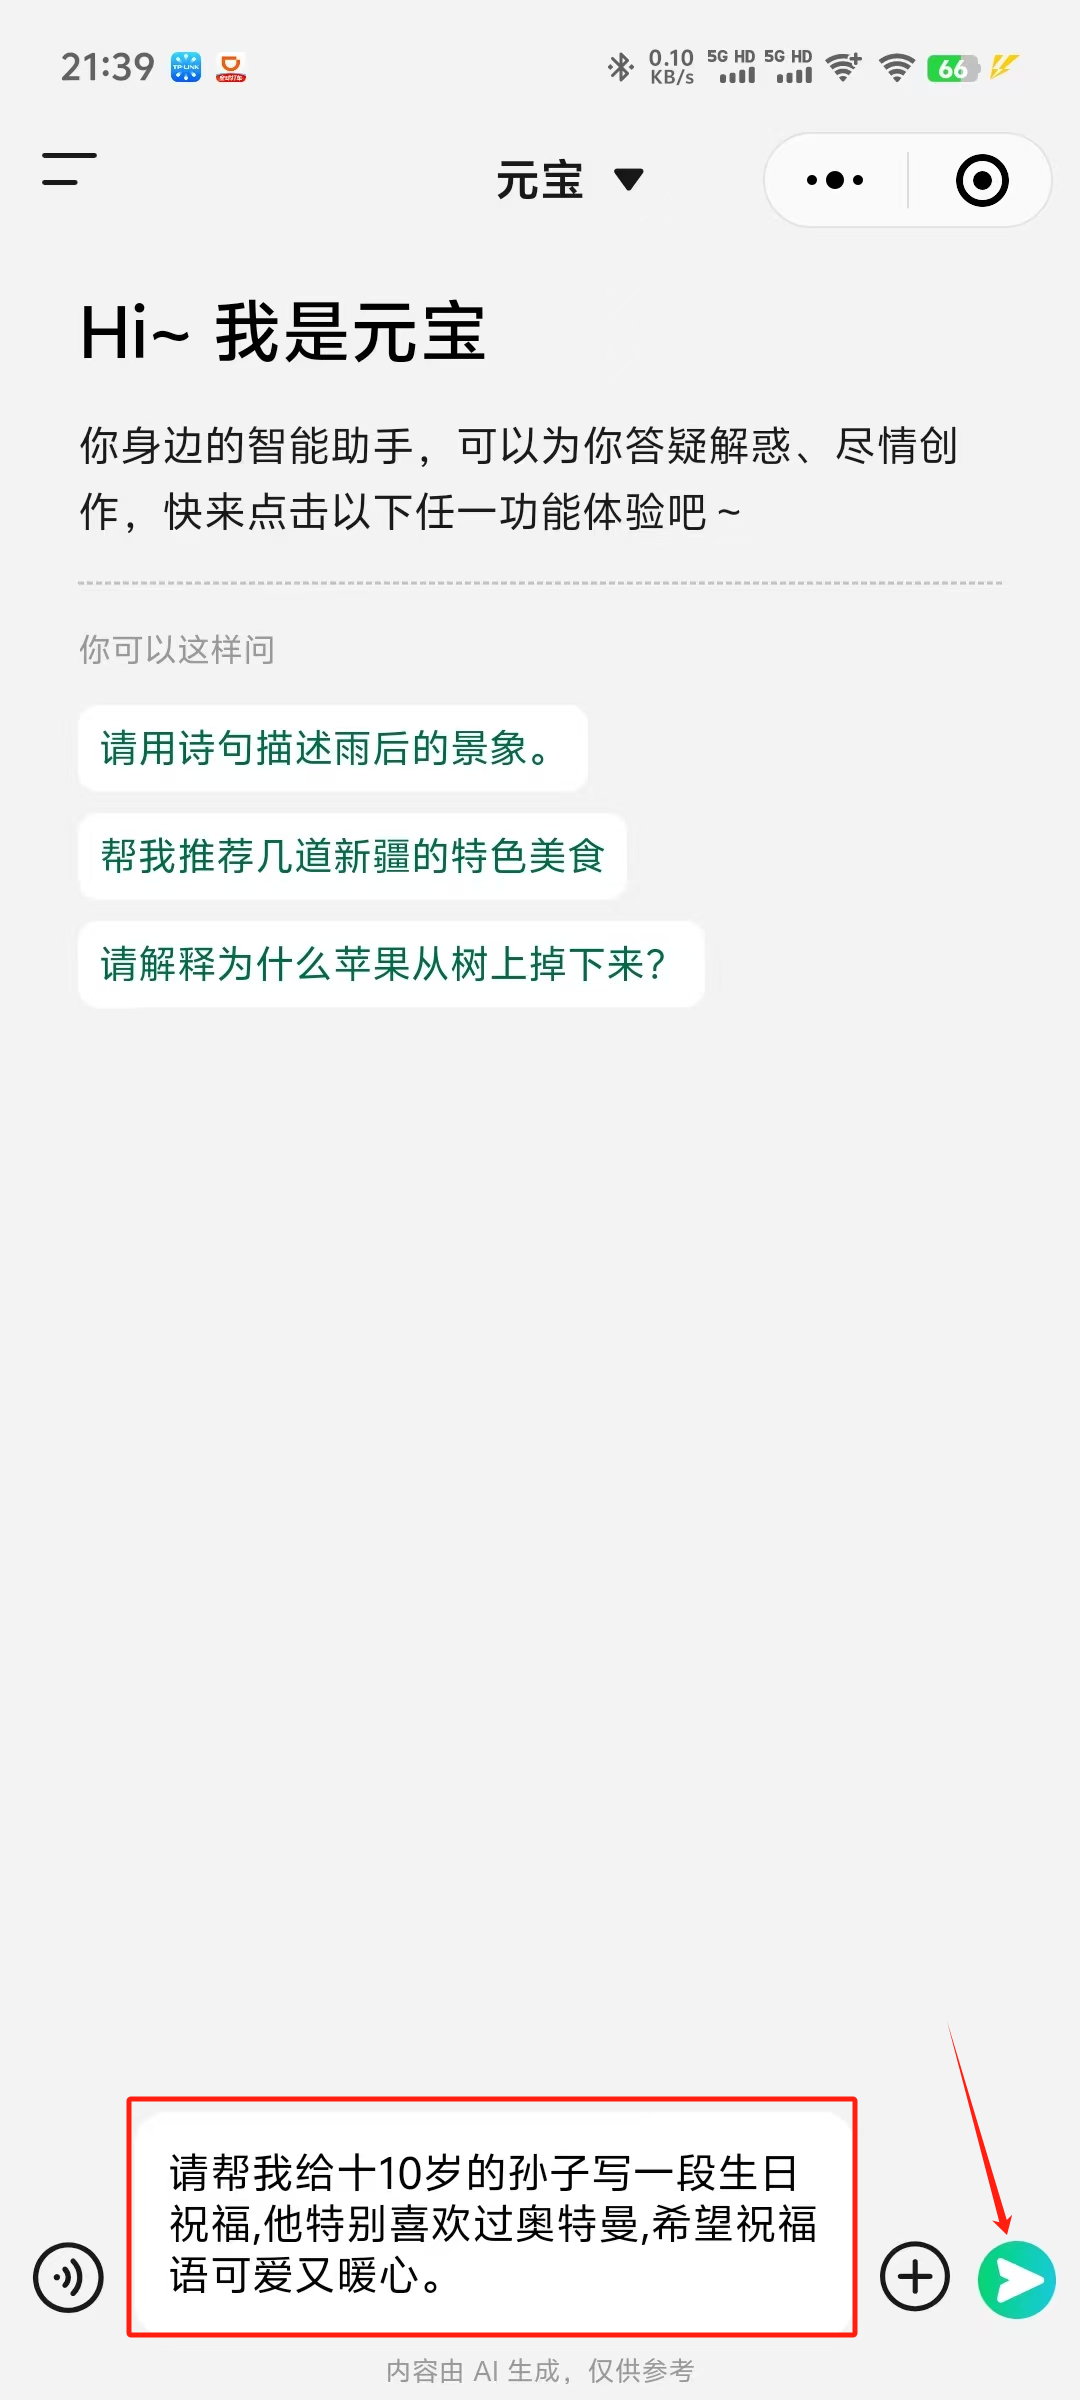 21:39
0.10 KB/s 5G HD 5G HD 66
元宝
Hi~ 我是元宝
你身边的智能助手，可以为你答疑解惑、尽情创
作，快来点击以下任一功能体验吧 ~
你可以这样问
请用诗句描述雨后的景象。
帮我推荐几道新疆的特色美食
请解释为什么苹果从树上掉下来？
请帮我给十10岁的孙子写一段生日
祝福,他特别喜欢过奥特曼,希望祝福
语可爱又暖心。
内容由 AI 生成，仅供参考